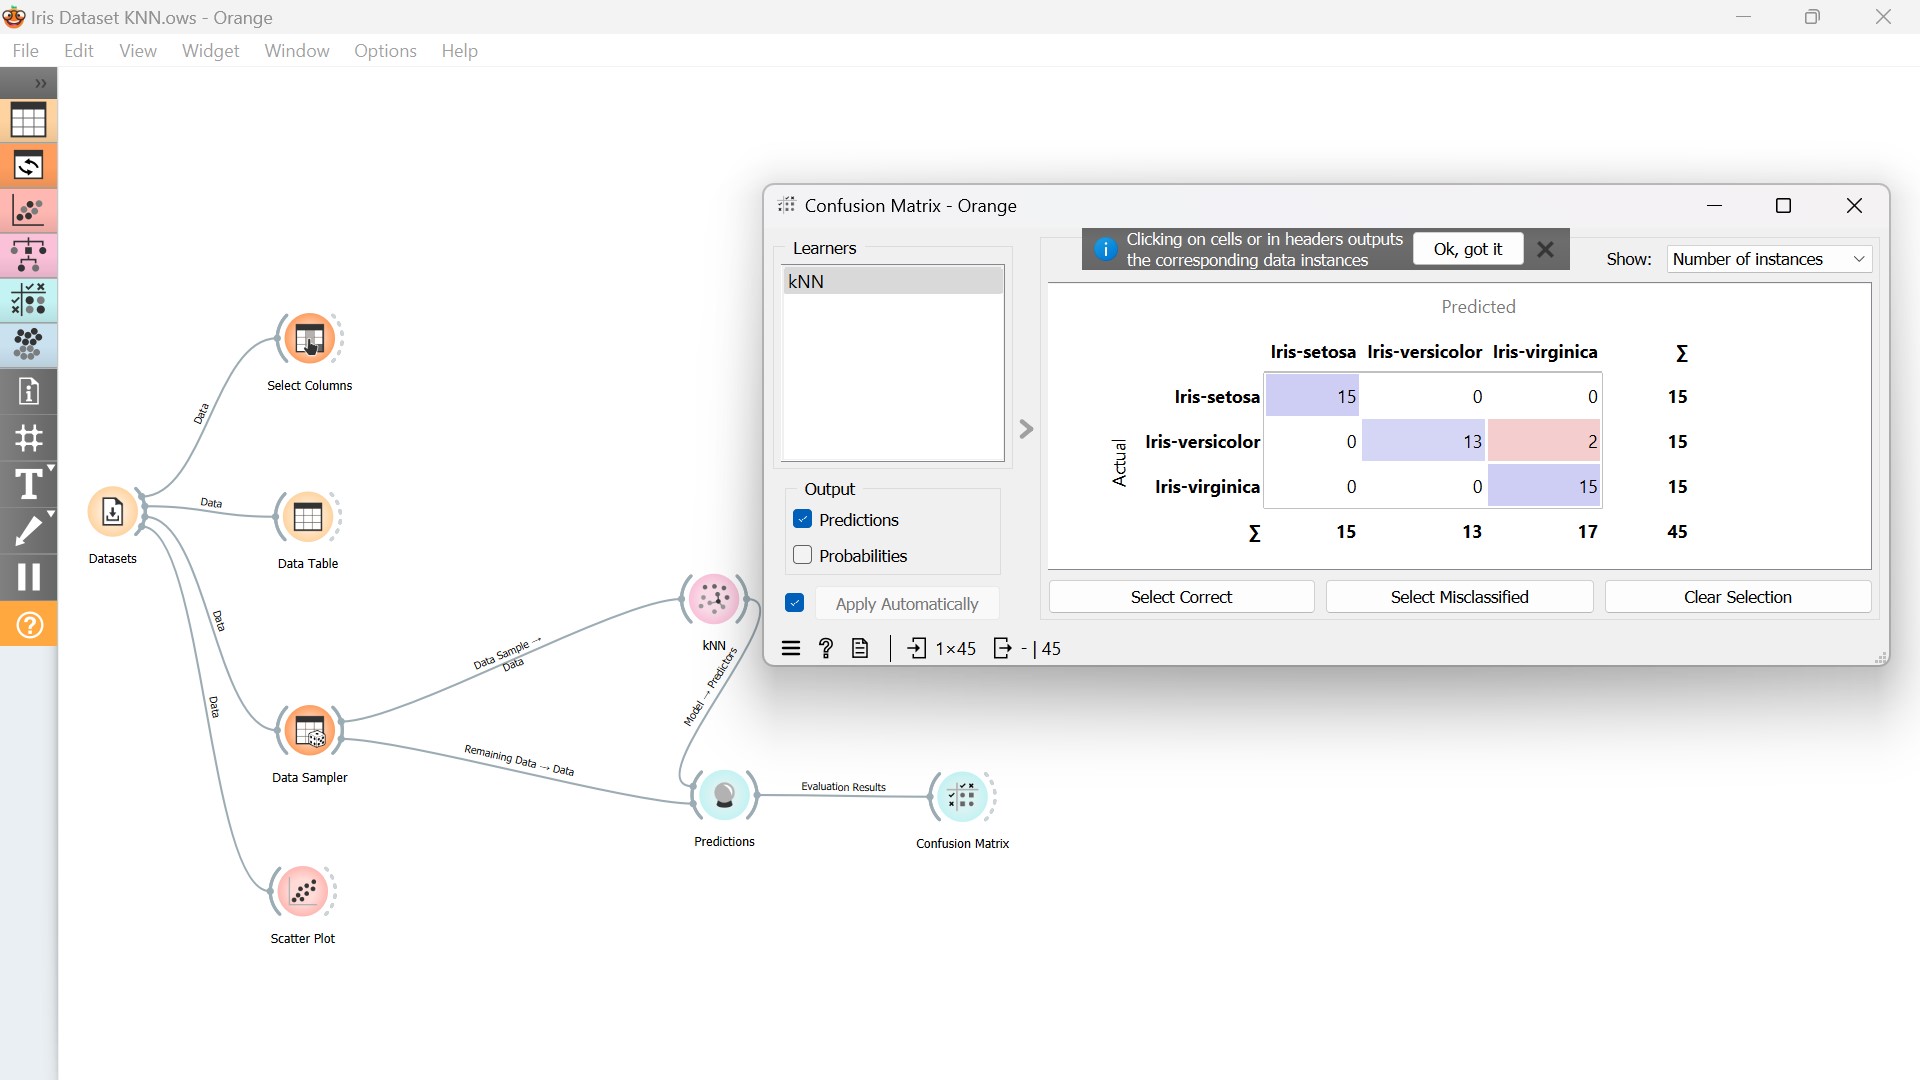 Iris Dataset KNN.ows - Orange
File Edit View Widget Window Options Help
Confusion Matrix - Orange
Learners
kNN
Clicking on cells or in headers outputs
the corresponding data instances
Ok, got it
Show: Number of instances
Predicted
Iris-setosa Iris-versicolor Iris-virginica Σ
Actual
Iris-setosa 15 0 0 15
Iris-versicolor 0 13 2 15
Iris-virginica 0 0 15 15
Σ 15 13 17 45
Output
Predictions
Probabilities
Apply Automatically
Select Correct Select Misclassified Clear Selection
1×45 - | 45
Select Columns
Data
Data
Data Table
Datasets
Data
Data
Data Sample →
Data
kNN
Model → Predictors
Data Sampler
Remaining Data → Data
Predictions
Evaluation Results
Confusion Matrix
Scatter Plot